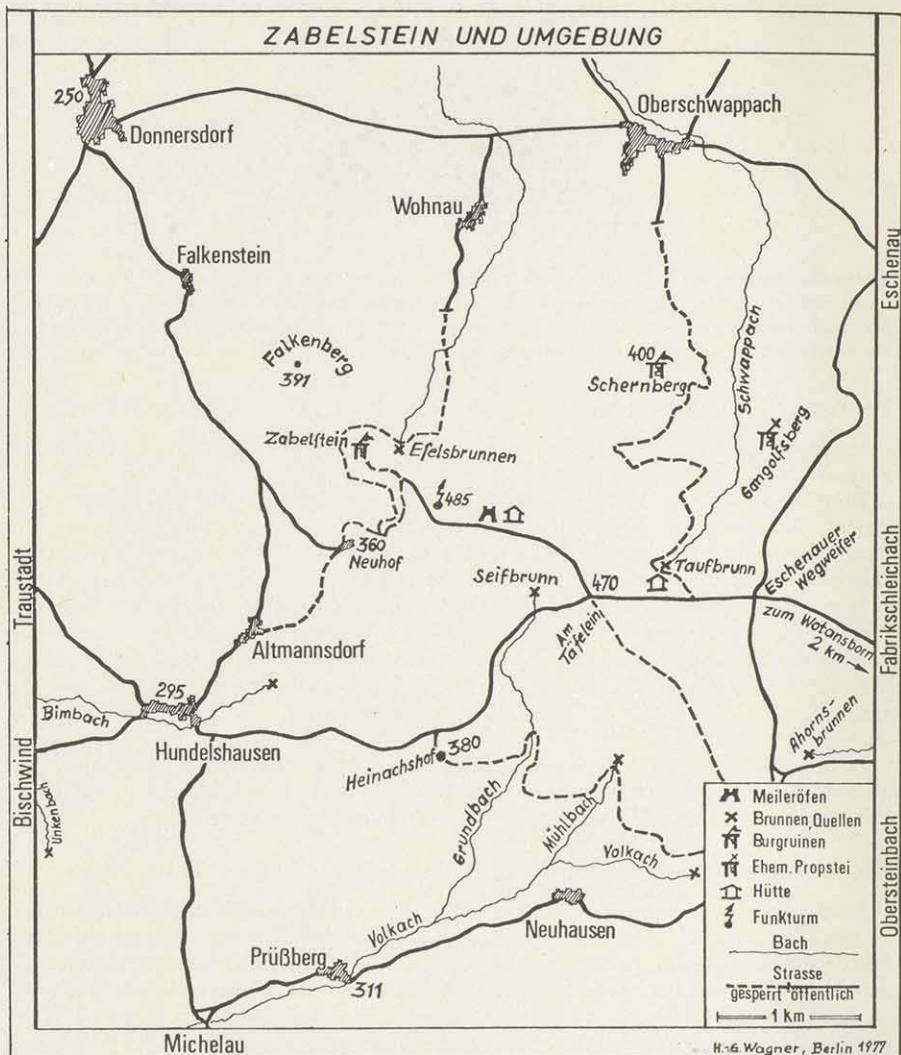 ZABELSTEIN UND UMGEBUNG
250
Donnersdorf
Oberschwappach
Wohnau
Falkenstein
Eschenau
Falkenberg
391
400
Schernberg
Schwappach
Gangolfsberg
Zabelſtein
Eſelsbrunnen
485
360
Neuhof
Taufbrunn
Seifbrunn
470
Eschenauer
Wegweiſer
Am
Täfelein
zum Wotansborn
2 km
Traustadt
Fabrikschleichach
Altmannsdorf
295
Bimbach
Hundelshausen
Heinachshof
380
Ahorns-
brunnen
Bischwind
Unkenbach
Grundbach
Mühlbach
Volkach
Obersteinbach
Neuhausen
Volkach
Prüßberg
311
Michelau
Meileröfen
Brunnen, Quellen
Burgruinen
Ehem. Propstei
Hütte
Funkturm
Bach
Strasse
gesperrt öffentlich
1 km
H.-G. Wagner, Berlin 1977